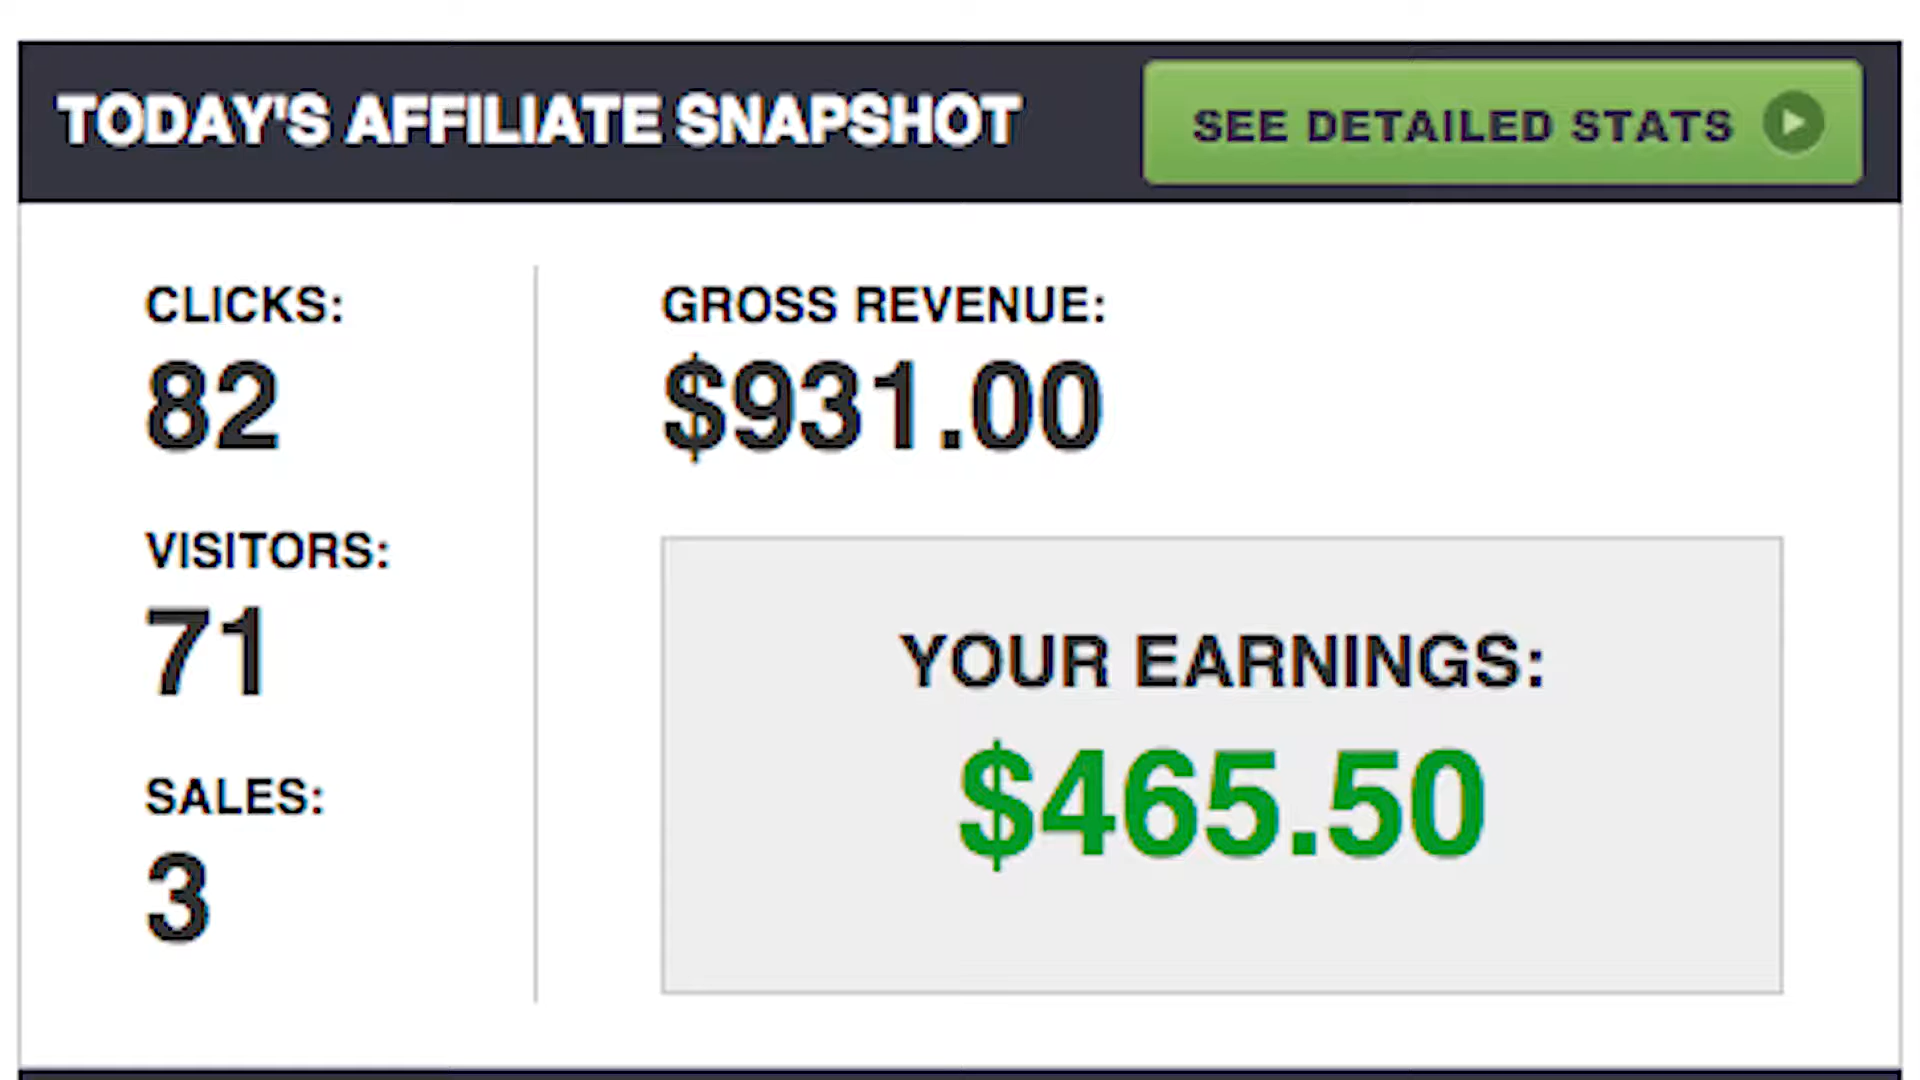 TODAY'S AFFILIATE SNAPSHOT
SEE DETAILED STATS
CLICKS:
82
VISITORS:
71
SALES:
3
GROSS REVENUE:
$931.00
YOUR EARNINGS:
$465.50